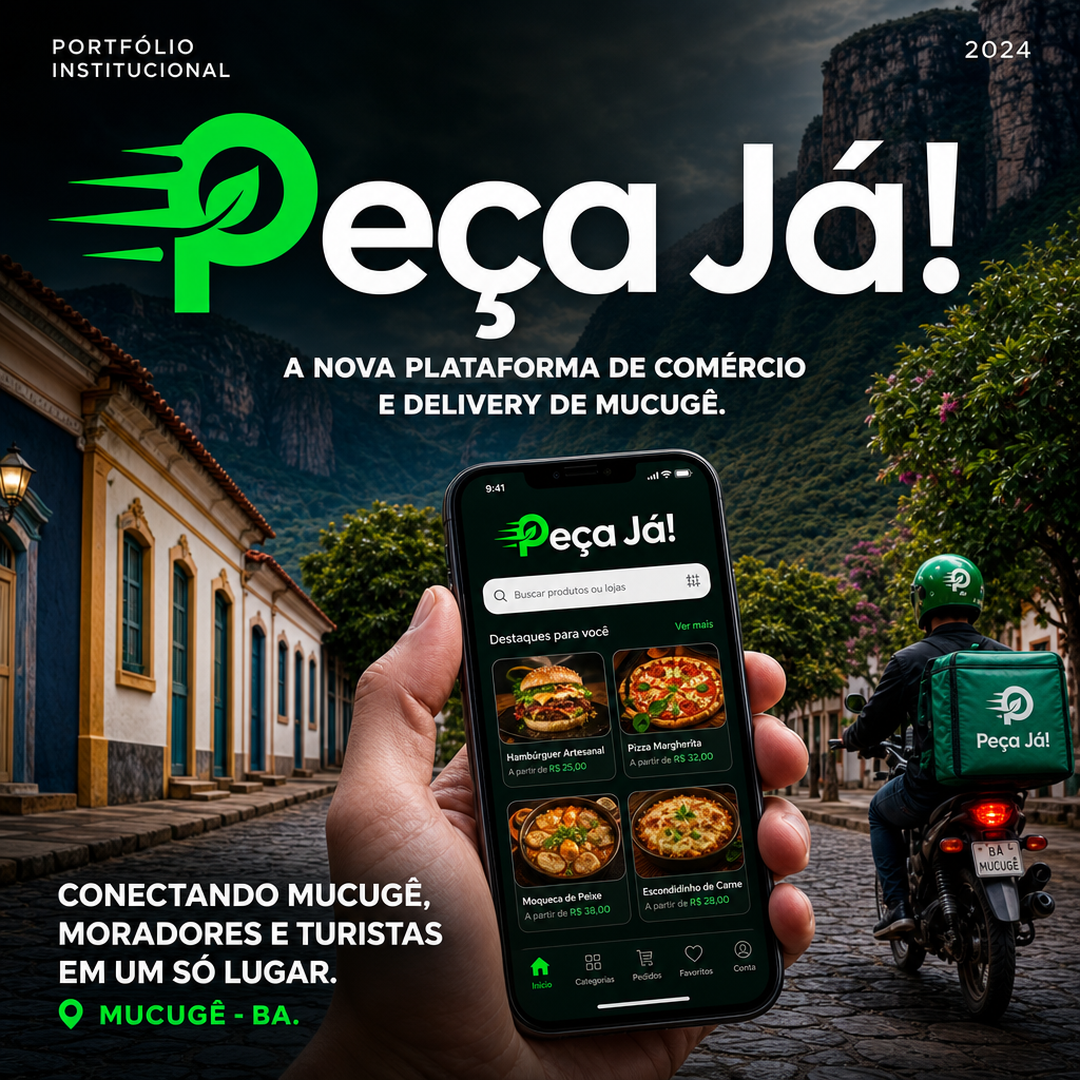 PORTFÓLIO
INSTITUCIONAL
2024
Peça Já!
A NOVA PLATAFORMA DE COMÉRCIO
E DELIVERY DE MUCUGÊ.
9:41
Peça Já!
Buscar produtos ou lojas
Destaques para você
Ver mais
Hambúrguer Artesanal
A partir de R$ 25,00
Pizza Margherita
A partir de R$ 32,00
Moqueca de Peixe
A partir de R$ 38,00
Escondidinho de Carne
A partir de R$ 28,00
Início
Categorias
Pedidos
Favoritos
Conta
P
P
Peça Já!
BA
MUCUGÊ
CONECTANDO MUCUGÊ,
MORADORES E TURISTAS
EM UM SÓ LUGAR.
MUCUGÊ - BA.